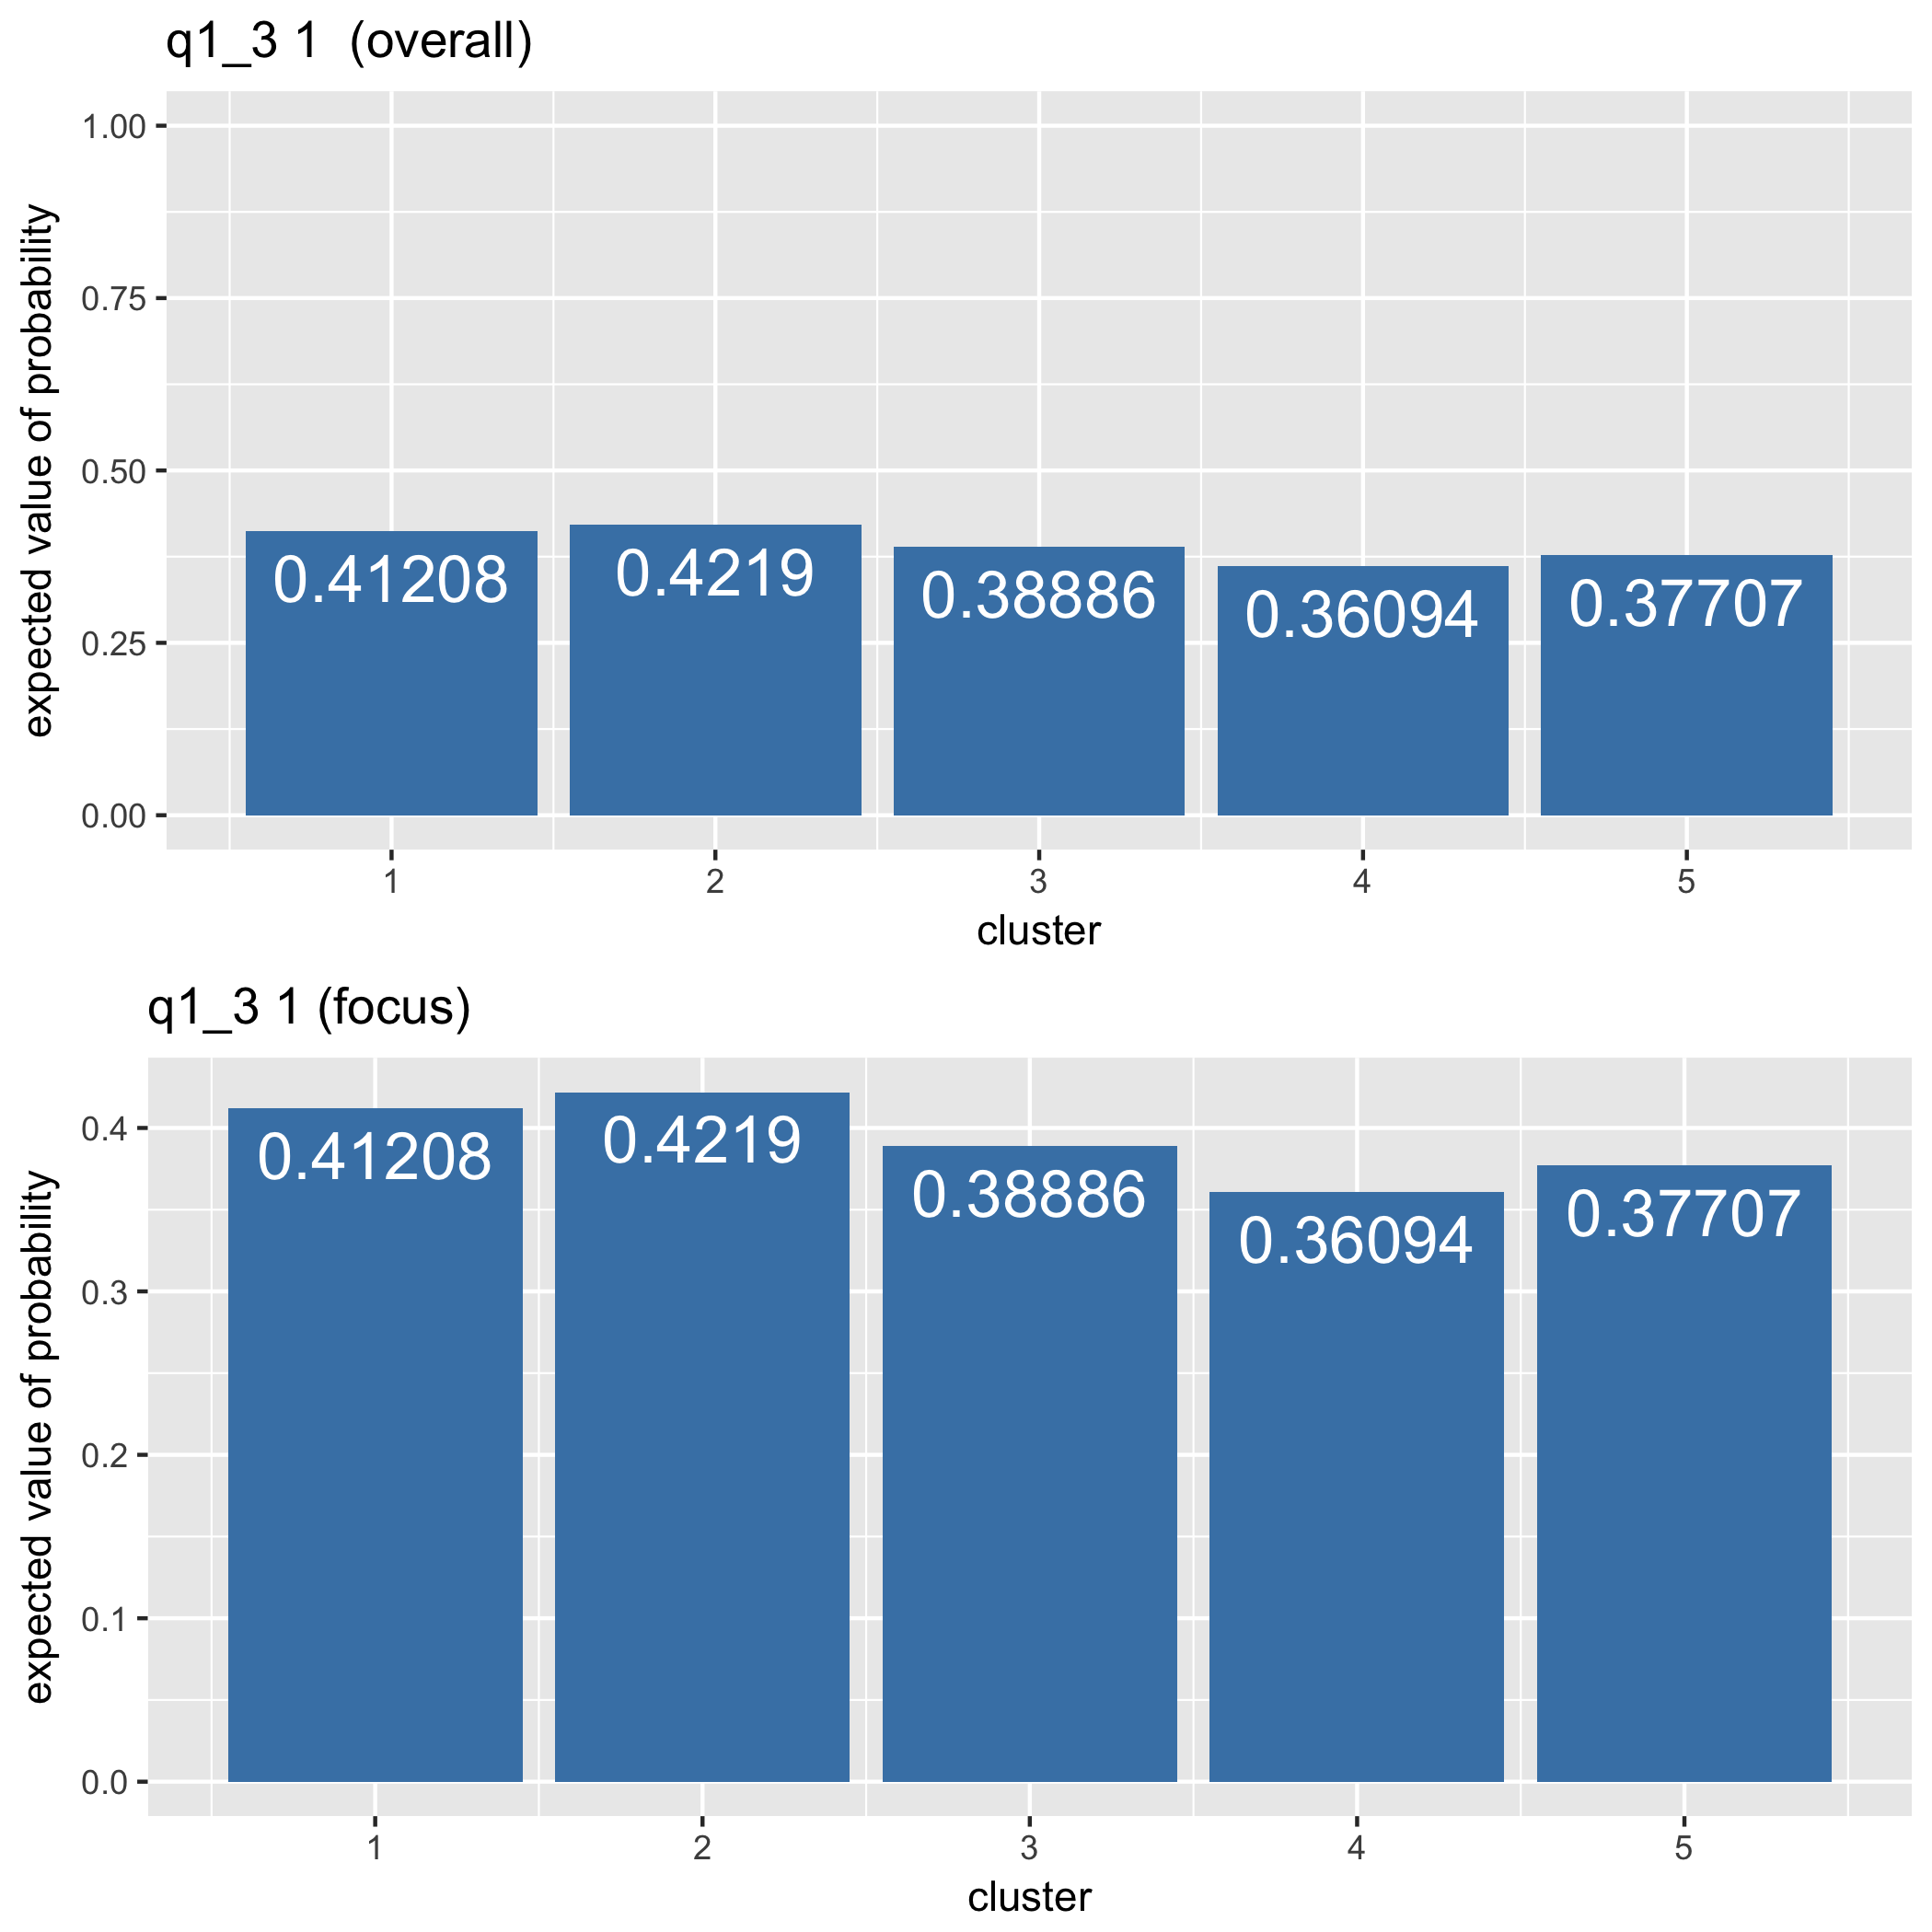 q1_3 1 (overall)
expected value of probability
1.00
0.75
0.50
0.25
0.00
0.41208
0.4219
0.38886
0.36094
0.37707
1 2 3 4 5
cluster
q1_3 1 (focus)
expected value of probability
0.4
0.3
0.2
0.1
0.0
0.41208
0.4219
0.38886
0.36094
0.37707
1 2 3 4 5
cluster